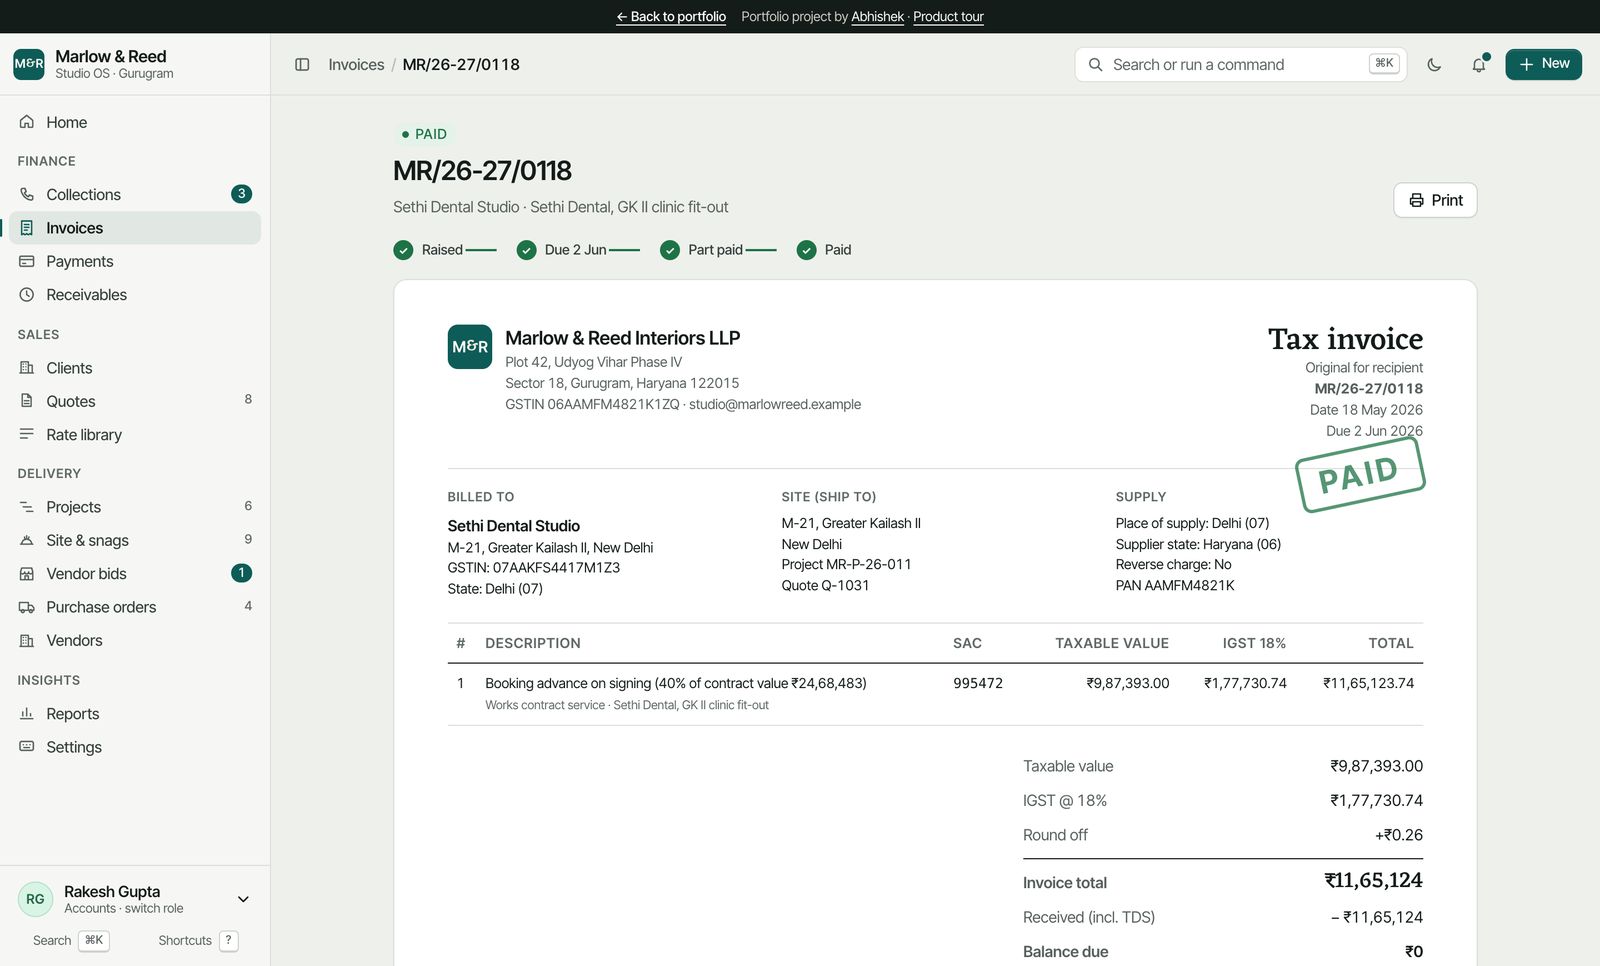 ← Back to portfolio Portfolio project by Abhishek · Product tour
M&R Marlow & Reed
Studio OS · Gurugram
Invoices / MR/26-27/0118
Search or run a command ⌘K
+ New
Home
FINANCE
Collections 3
Invoices
Payments
Receivables
SALES
Clients
Quotes 8
Rate library
DELIVERY
Projects 6
Site & snags 9
Vendor bids 1
Purchase orders 4
Vendors
INSIGHTS
Reports
Settings
RG Rakesh Gupta
Accounts · switch role
Search ⌘K Shortcuts ?
PAID
MR/26-27/0118
Sethi Dental Studio · Sethi Dental, GK II clinic fit-out
Print
Raised Due 2 Jun Part paid Paid
M&R Marlow & Reed Interiors LLP
Plot 42, Udyog Vihar Phase IV
Sector 18, Gurugram, Haryana 122015
GSTIN 06AAMFM4821K1ZQ · studio@marlowreed.example
Tax invoice
Original for recipient
MR/26-27/0118
Date 18 May 2026
Due 2 Jun 2026
PAID
BILLED TO
Sethi Dental Studio
M-21, Greater Kailash II, New Delhi
GSTIN: 07AAKFS4417M1Z3
State: Delhi (07)
SITE (SHIP TO)
M-21, Greater Kailash II
New Delhi
Project MR-P-26-011
Quote Q-1031
SUPPLY
Place of supply: Delhi (07)
Supplier state: Haryana (06)
Reverse charge: No
PAN AAMFM4821K
# DESCRIPTION SAC TAXABLE VALUE IGST 18% TOTAL
1 Booking advance on signing (40% of contract value ₹24,68,483) 995472 ₹9,87,393.00 ₹1,77,730.74 ₹11,65,123.74
Works contract service · Sethi Dental, GK II clinic fit-out
Taxable value ₹9,87,393.00
IGST @ 18% ₹1,77,730.74
Round off +₹0.26
Invoice total ₹11,65,124
Received (incl. TDS) − ₹11,65,124
Balance due ₹0